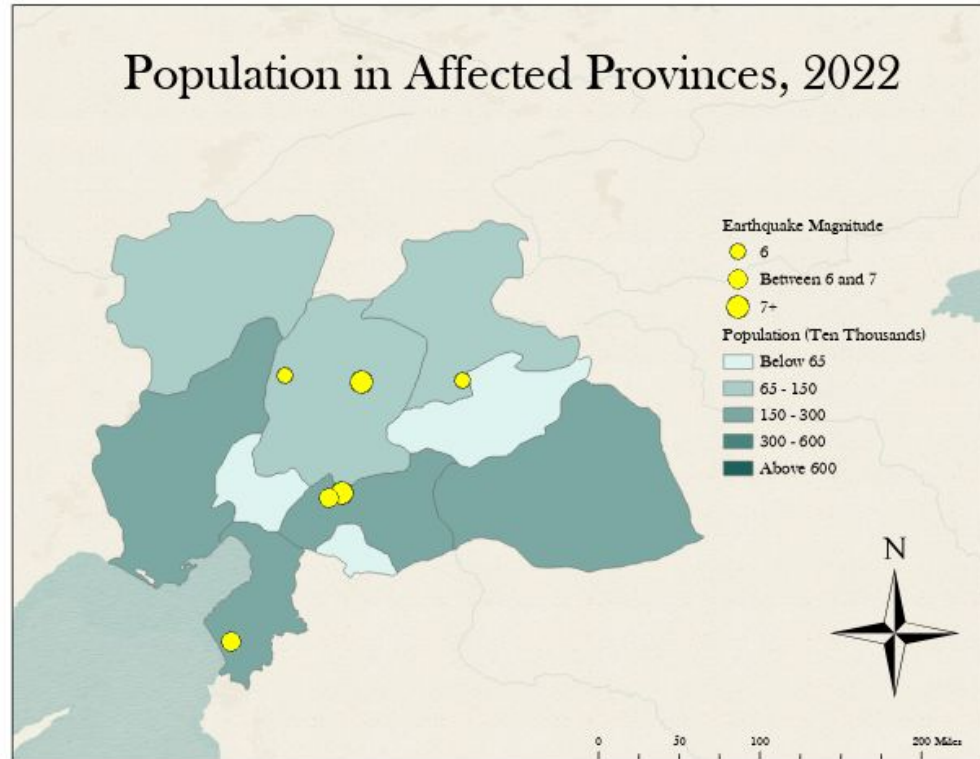 Population in Affected Provinces, 2022
Earthquake Magnitude
6
Between 6 and 7
7+
Population (Ten Thousands)
Below 65
65 - 150
150 - 300
300 - 600
Above 600
N
0 50 100 200 Miles